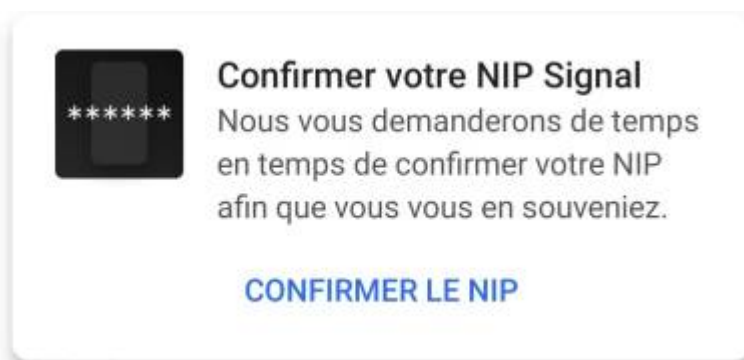 Confirmer votre NIP Signal
******
Nous vous demanderons de temps
en temps de confirmer votre NIP
afin que vous vous en souveniez.
CONFIRMER LE NIP